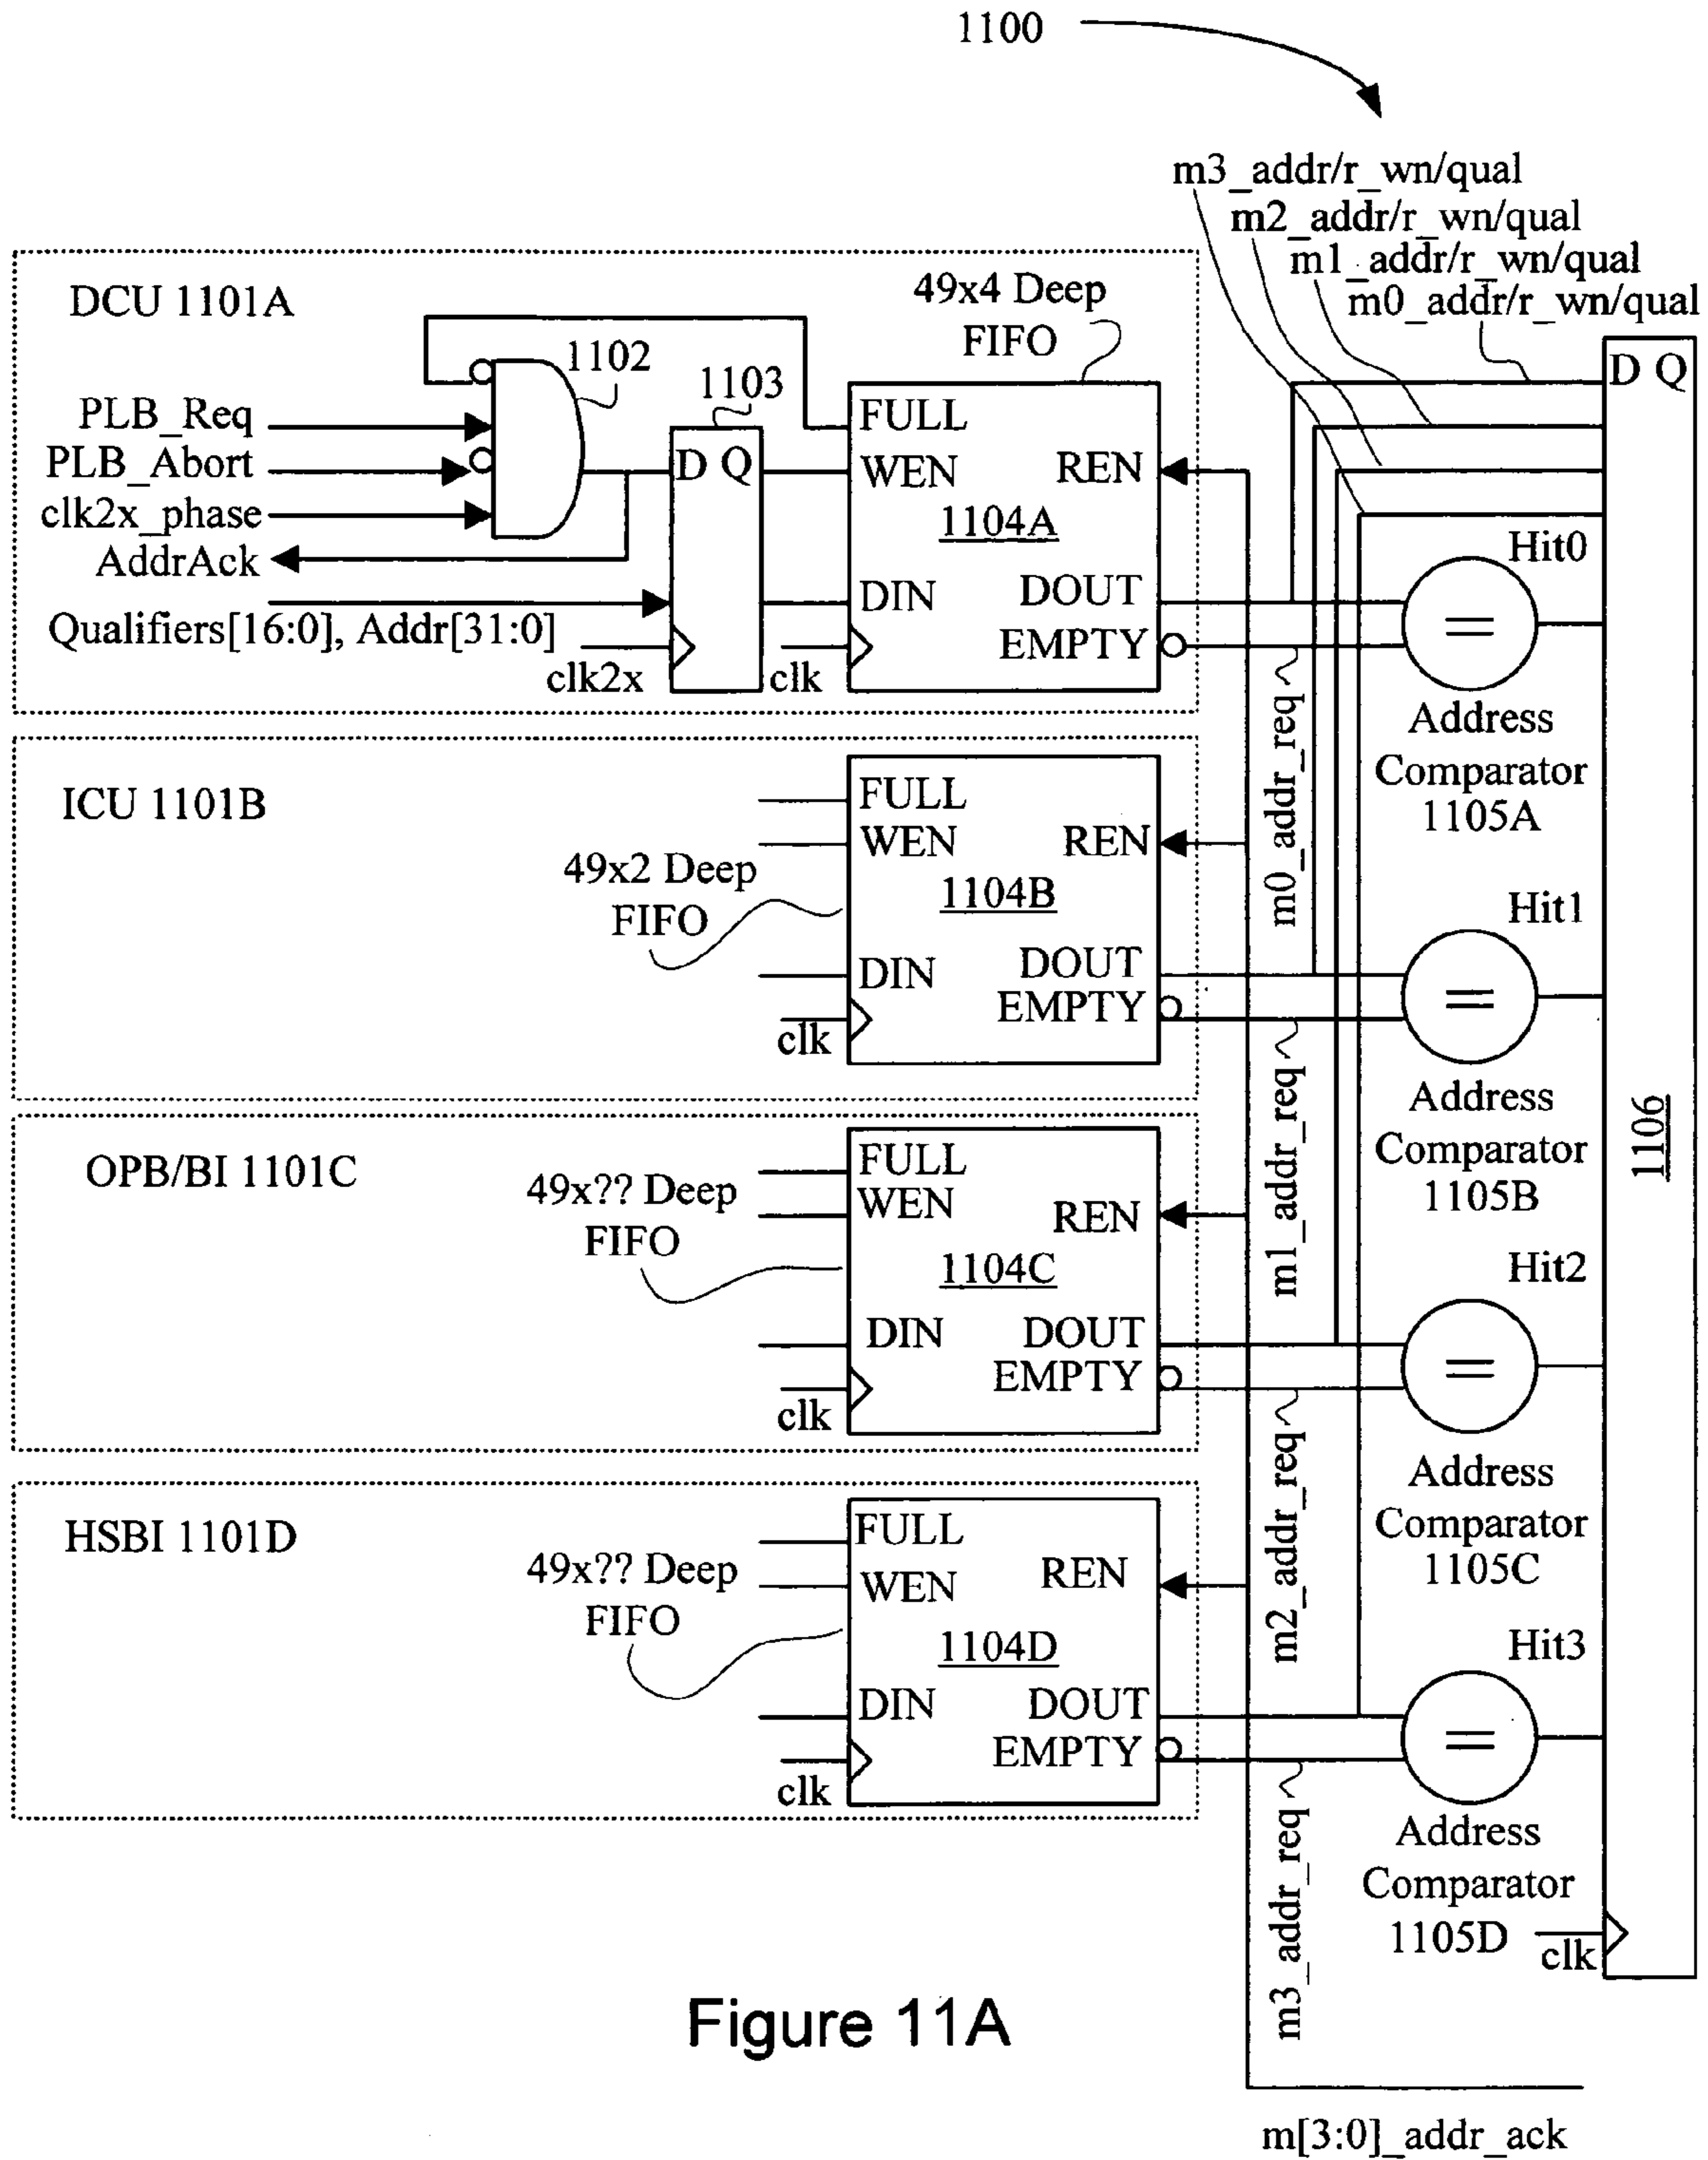 1100
m3_addr/r_wn/qual
m2_addr/r_wn/qual
m1_addr/r_wn/qual
m0_addr/r_wn/qual
DCU 1101A
49x4 Deep
FIFO
1102
1103
PLB_Req
PLB_Abort
clk2x_phase
AddrAck
Qualifiers[16:0], Addr[31:0]
clk2x
D Q
clk
FULL
WEN
REN
1104A
DIN
DOUT
EMPTY
D Q
Hit0
=
Address
Comparator
1105A
m0_addr_req
ICU 1101B
49x2 Deep
FIFO
FULL
WEN
REN
1104B
DIN
DOUT
EMPTY
clk
Hit1
=
Address
Comparator
1105B
m1_addr_req
1106
OPB/BI 1101C
49x?? Deep
FIFO
FULL
WEN
REN
1104C
DIN
DOUT
EMPTY
clk
Hit2
=
Address
Comparator
1105C
m2_addr_req
HSBI 1101D
49x?? Deep
FIFO
FULL
WEN
REN
1104D
DIN
DOUT
EMPTY
clk
Hit3
=
Address
Comparator
1105D
clk
m3_addr_req
Figure 11A
m[3:0]_addr_ack